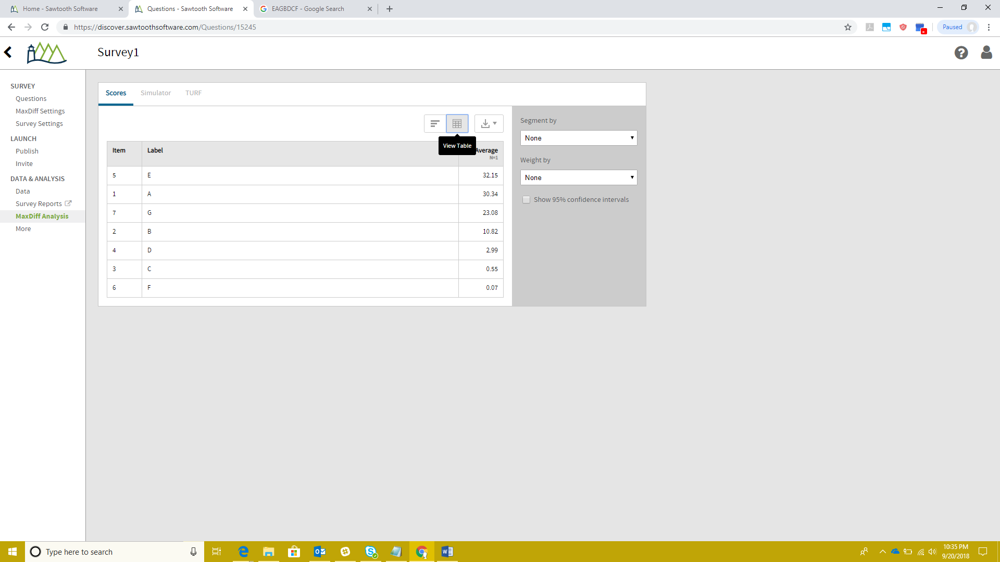 Home - Sawtooth Software
Questions - Sawtooth Software
EAGBDCF - Google Search
https://discover.sawtoothsoftware.com/Questions/15245
Paused
Survey1
SURVEY
Questions
MaxDiff Settings
Survey Settings
LAUNCH
Publish
Invite
DATA & ANALYSIS
Data
Survey Reports
MaxDiff Analysis
More
Scores Simulator TURF
View Table
Item Label Average
N=1
5 E 32.15
1 A 30.34
7 G 23.08
2 B 10.82
4 D 2.99
3 C 0.55
6 F 0.07
Segment by
None
Weight by
None
Show 95% confidence intervals
Type here to search
10:35 PM
9/20/2018